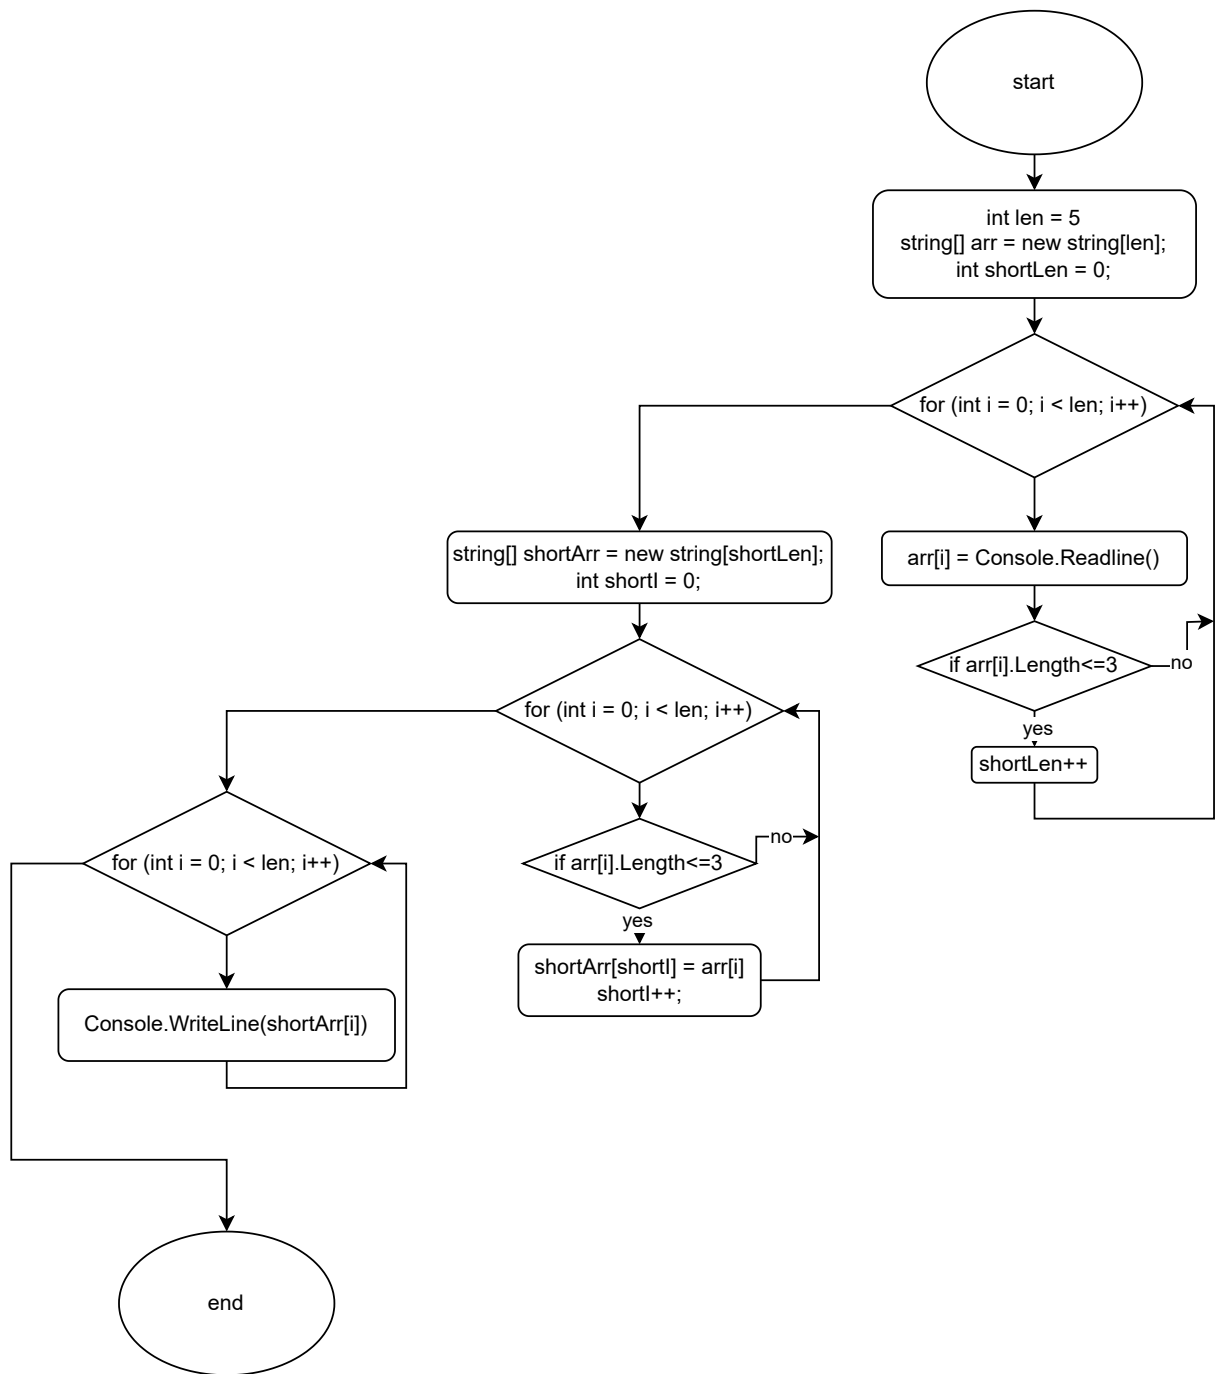 start
int len = 5
string[] arr = new string[len];
int shortLen = 0;
for (int i = 0; i < len; i++)
arr[i] = Console.Readline()
if arr[i].Length<=3
no
yes
shortLen++
string[] shortArr = new string[shortLen];
int shortI = 0;
for (int i = 0; i < len; i++)
if arr[i].Length<=3
no
yes
shortArr[shortI] = arr[i]
shortI++;
for (int i = 0; i < len; i++)
Console.WriteLine(shortArr[i])
end